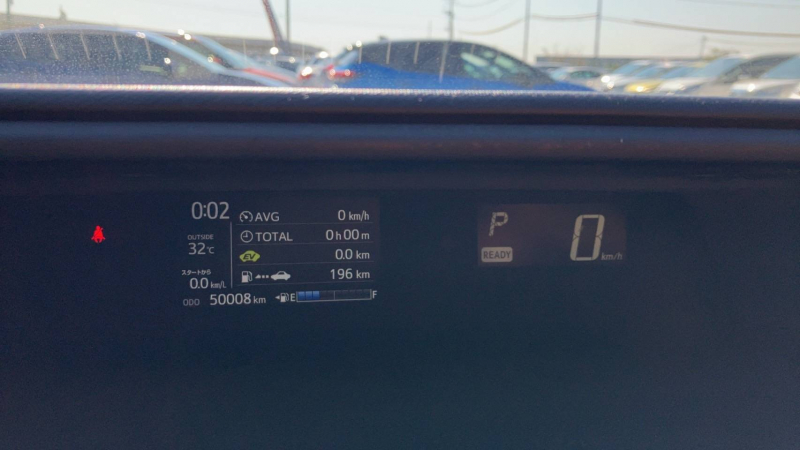 0:02
AVG 0 km/h
OUTSIDE
32℃
TOTAL 0h00m
EV 0.0 km
スタートから
0.0 km/L
196 km
ODO 50008 km
E F
P
READY
0 km/h